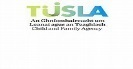 TUSLA
An Ghníomhaireacht um
Leanaí agus an Teaghlach
Child and Family Agency